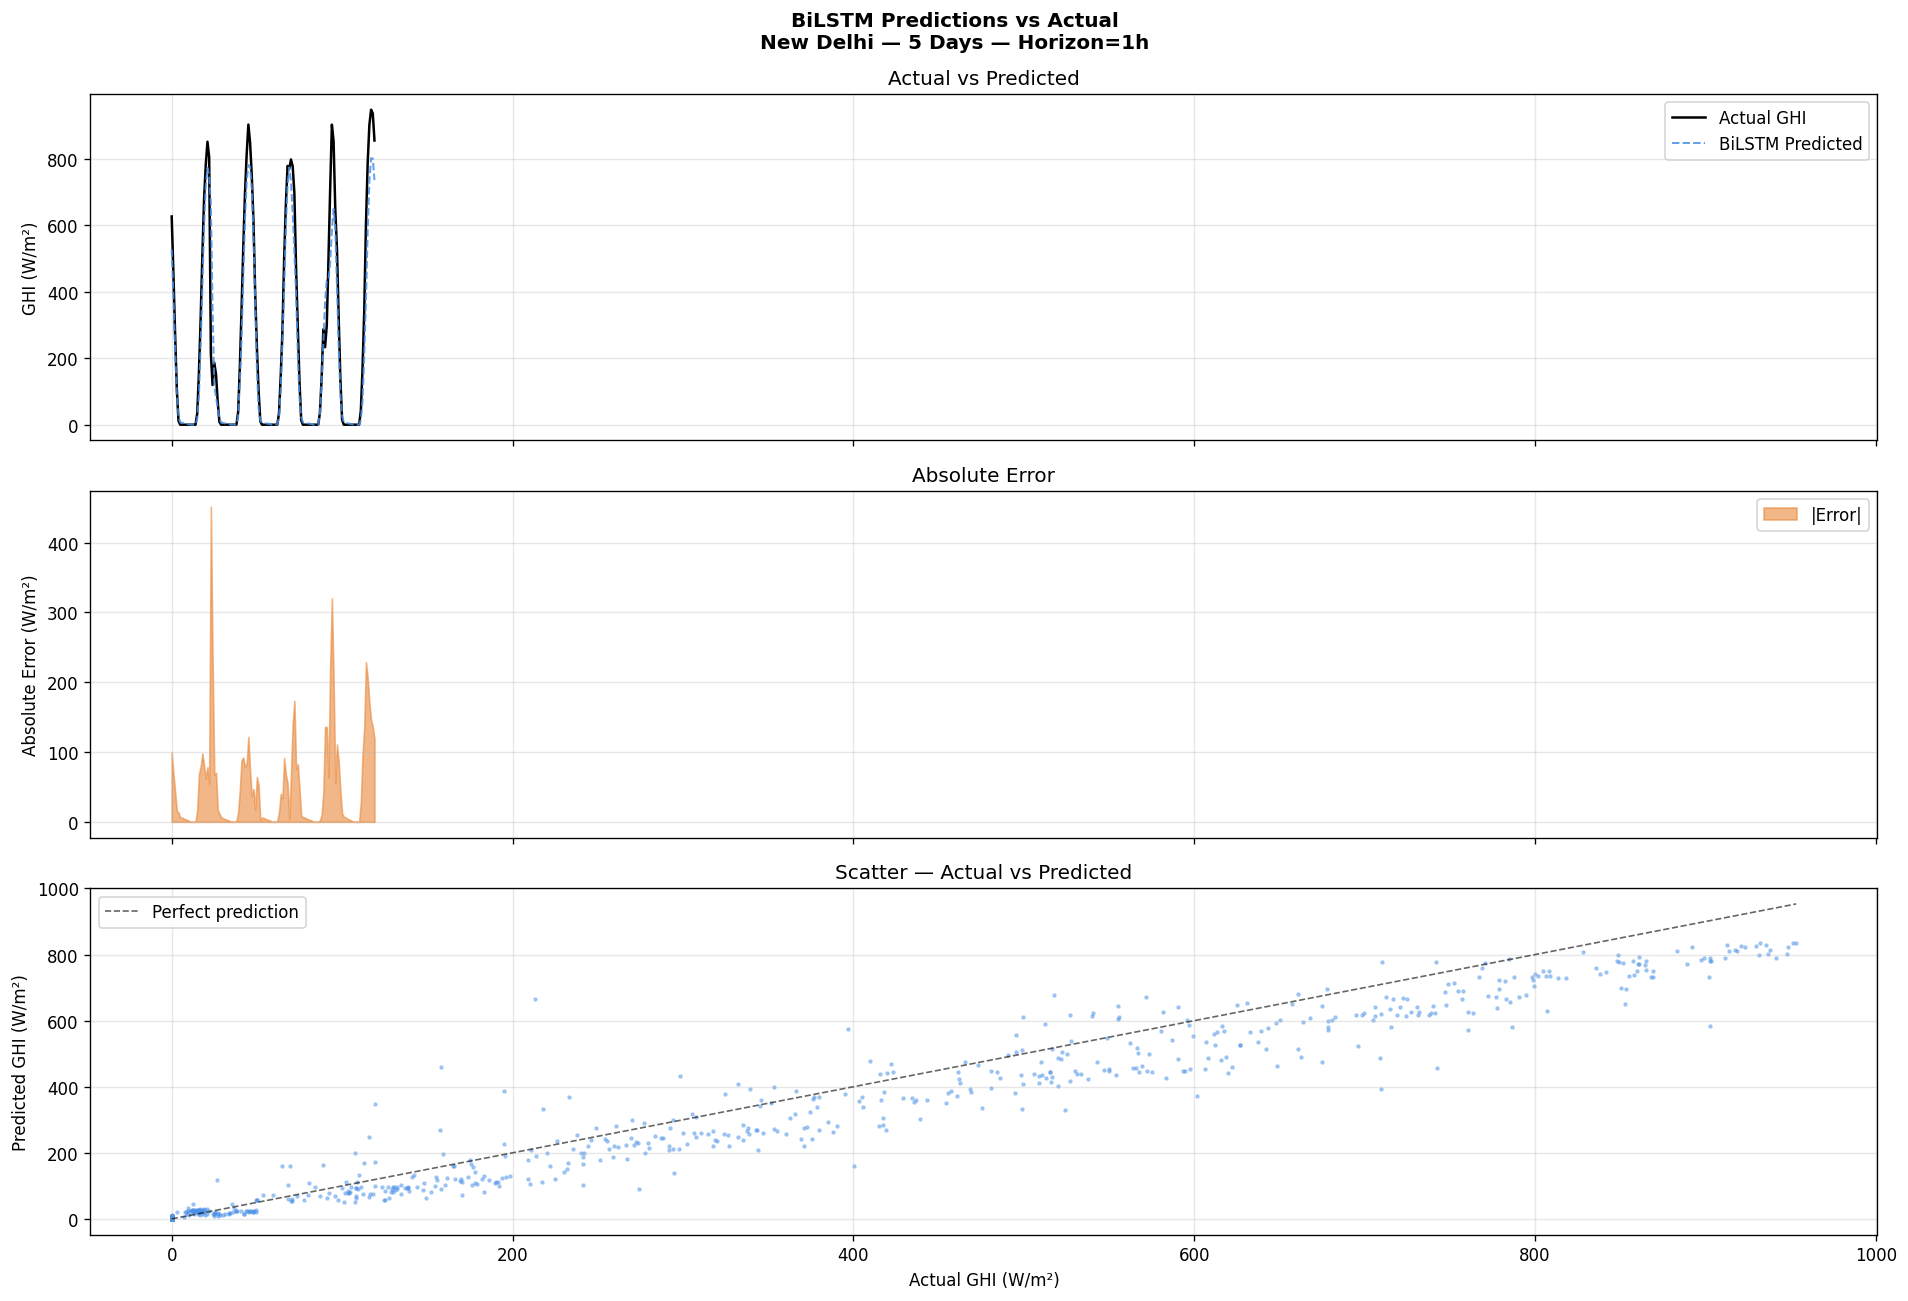 BiLSTM Predictions vs Actual
New Delhi — 5 Days — Horizon=1h
Actual vs Predicted
GHI (W/m²)
800
600
400
200
0
Actual GHI
BiLSTM Predicted
Absolute Error
Absolute Error (W/m²)
400
300
200
100
0
|Error|
Scatter — Actual vs Predicted
Predicted GHI (W/m²)
1000
800
600
400
200
0
Perfect prediction
0 200 400 600 800 1000
Actual GHI (W/m²)